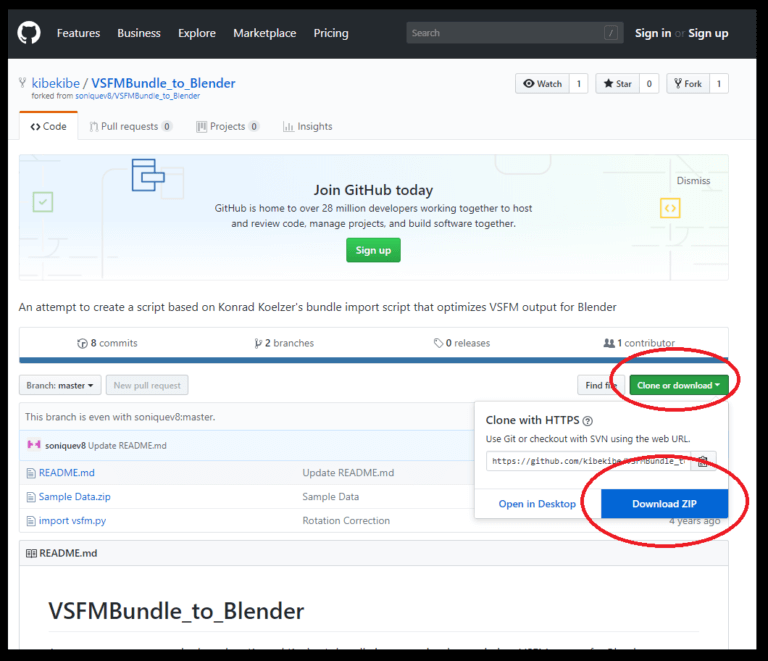 Features Business Explore Marketplace Pricing Search / Sign in or Sign up
kibekibe / VSFMBundle_to_Blender Watch 1 Star 0 Fork 1
forked from soniquev8/VSFMBundle_to_Blender
Code Pull requests 0 Projects 0 Insights
Dismiss
Join GitHub today
GitHub is home to over 28 million developers working together to host
and review code, manage projects, and build software together.
Sign up
An attempt to create a script based on Konrad Koelzer's bundle import script that optimizes VSFM output for Blender
8 commits 2 branches 0 releases 1 contributor
Branch: master New pull request Find file Clone or download
This branch is even with soniquev8:master.
Clone with HTTPS ?
Use Git or checkout with SVN using the web URL.
https://github.com/kibekibe/VSFMBundle_t
Open in Desktop Download ZIP
soniquev8 Update README.md
README.md Update README.md
Sample Data.zip Sample Data
import vsfm.py Rotation Correction 4 years ago
README.md
VSFMBundle_to_Blender